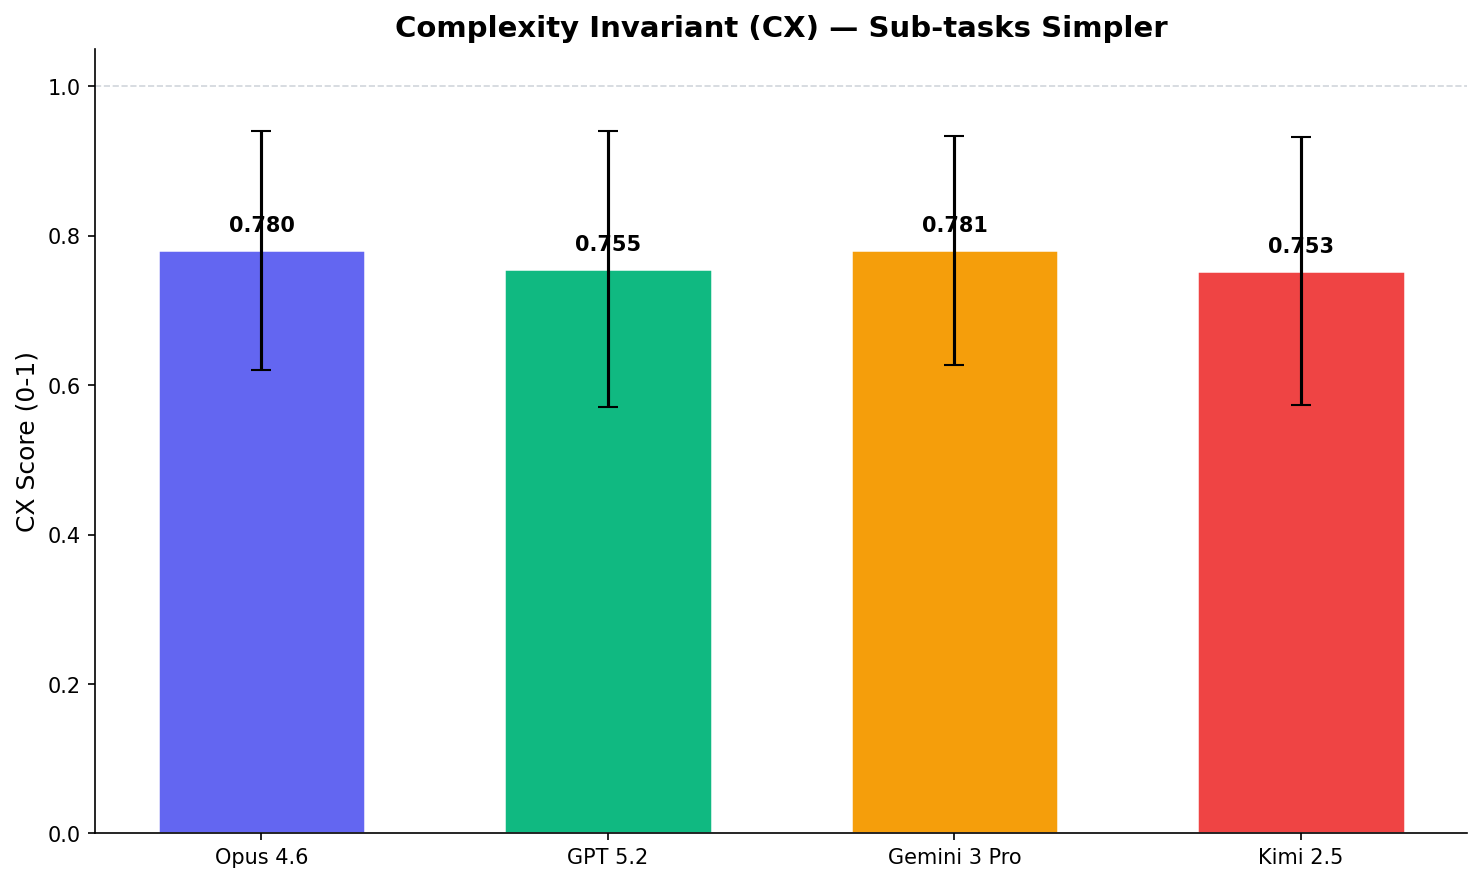 Complexity Invariant (CX) — Sub-tasks Simpler
CX Score (0-1)
1.0
0.8
0.6
0.4
0.2
0.0
0.780
0.755
0.781
0.753
Opus 4.6
GPT 5.2
Gemini 3 Pro
Kimi 2.5